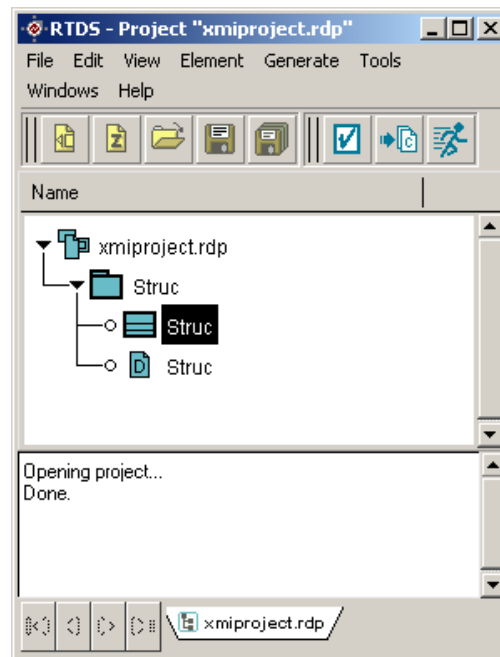 RTDS - Project "xmiproject.rdp"
File Edit View Element Generate Tools
Windows Help
Name
xmiproject.rdp
Struc
Struc
D Struc
Opening project...
Done.
xmiproject.rdp